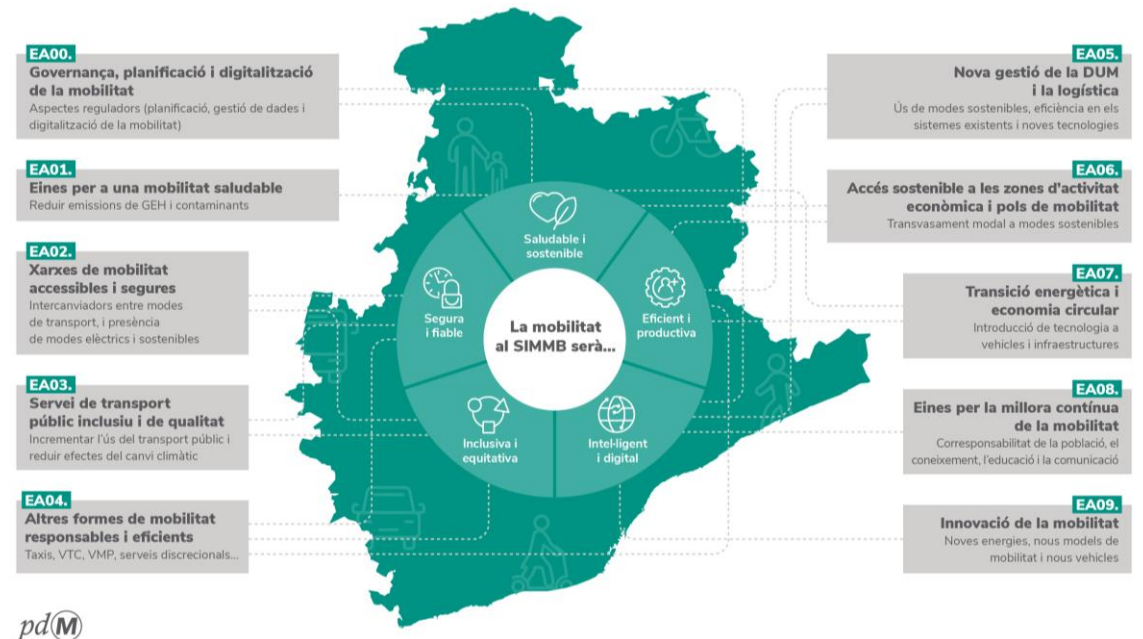 EA00.
Governança, planificació i digitalització
de la mobilitat
Aspectes reguladors (planificació, gestió de dades i
digitalització de la mobilitat)
EA01.
Eines per a una mobilitat saludable
Reduir emissions de GEH i contaminants
EA02.
Xarxes de mobilitat
accessibles i segures
Intercanviadors entre modes
de transport, i presència
de modes elèctrics i sostenibles
EA03.
Servei de transport
públic inclusiu i de qualitat
Incrementar l'ús del transport públic i
reduir efectes del canvi climàtic
EA04.
Altres formes de mobilitat
responsables i eficients
Taxis, VTC, VMP, serveis discrecionals...
Saludable i
sostenible
Segura
i fiable
Eficient i
productiva
La mobilitat
al SIMMB serà...
Inclusiva i
equitativa
Intel·ligent
i digital
EA05.
Nova gestió de la DUM
i la logística
Ús de modes sostenibles, eficiència en els
sistemes existents i noves tecnologies
EA06.
Accés sostenible a les zones d'activitat
econòmica i pols de mobilitat
Transvasament modal a modes sostenibles
EA07.
Transició energètica i
economia circular
Introducció de tecnologia a
vehicles i infraestructures
EA08.
Eines per la millora contínua
de la mobilitat
Corresponsabilitat de la població, el
coneixement, l'educació i la comunicació
EA09.
Innovació de la mobilitat
Noves energies, nous models de
mobilitat i nous vehicles
pdM